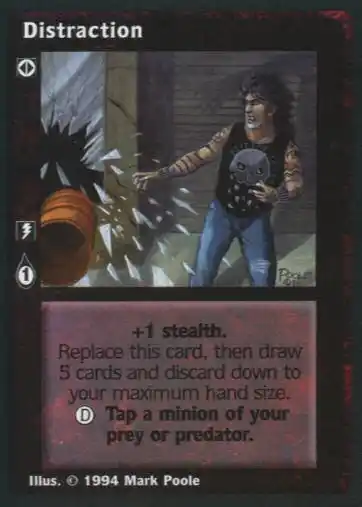 Distraction
1
POOLE
+1 stealth.
Replace this card, then draw
5 cards and discard down to
your maximum hand size.
D Tap a minion of your
prey or predator.
Illus. © 1994 Mark Poole